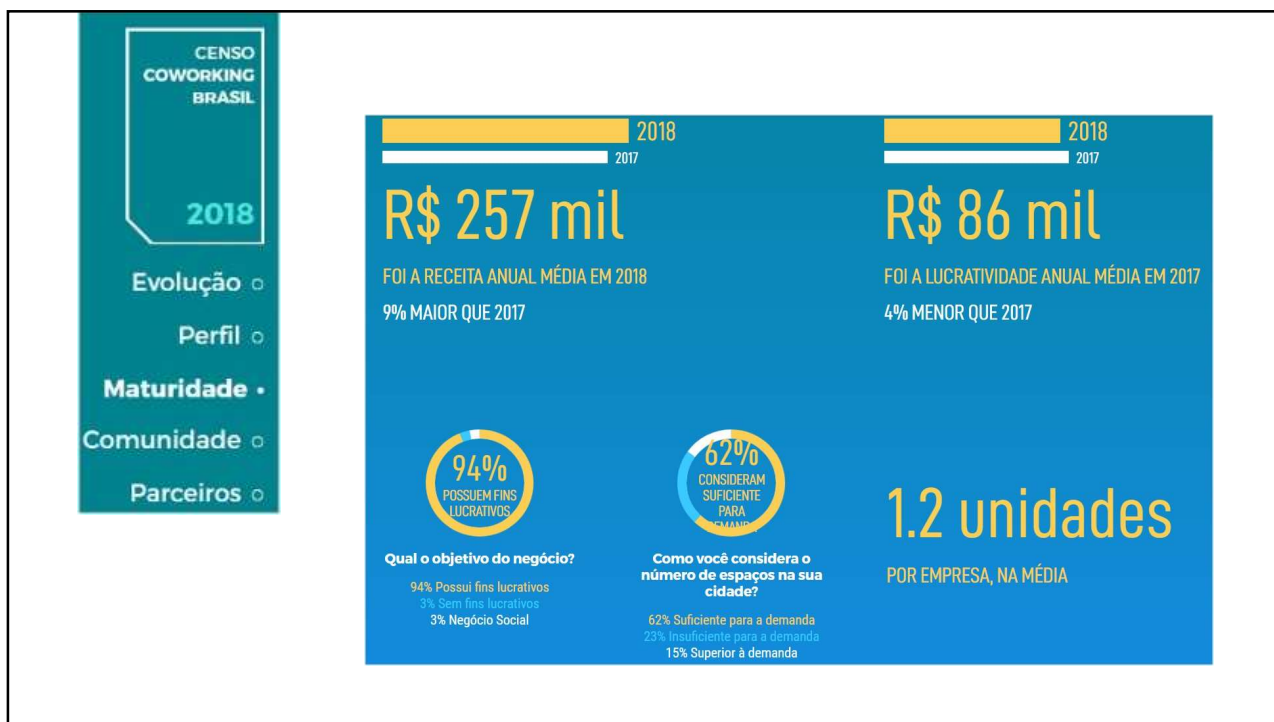 CENSO
COWORKING
BRASIL
2018
Evolução
Perfil
Maturidade
Comunidade
Parceiros
2018
2017
R$ 257 mil
FOI A RECEITA ANUAL MÉDIA EM 2018
9% MAIOR QUE 2017
2018
2017
R$ 86 mil
FOI A LUCRATIVIDADE ANUAL MÉDIA EM 2017
4% MENOR QUE 2017
94%
POSSUEM FINS
LUCRATIVOS
Qual o objetivo do negócio?
94% Possui fins lucrativos
3% Sem fins lucrativos
3% Negócio Social
62%
CONSIDERAM
SUFICIENTE
PARA
DEMANDA
Como você considera o
número de espaços na sua
cidade?
62% Suficiente para a demanda
23% Insuficiente para a demanda
15% Superior à demanda
1.2 unidades
POR EMPRESA, NA MÉDIA